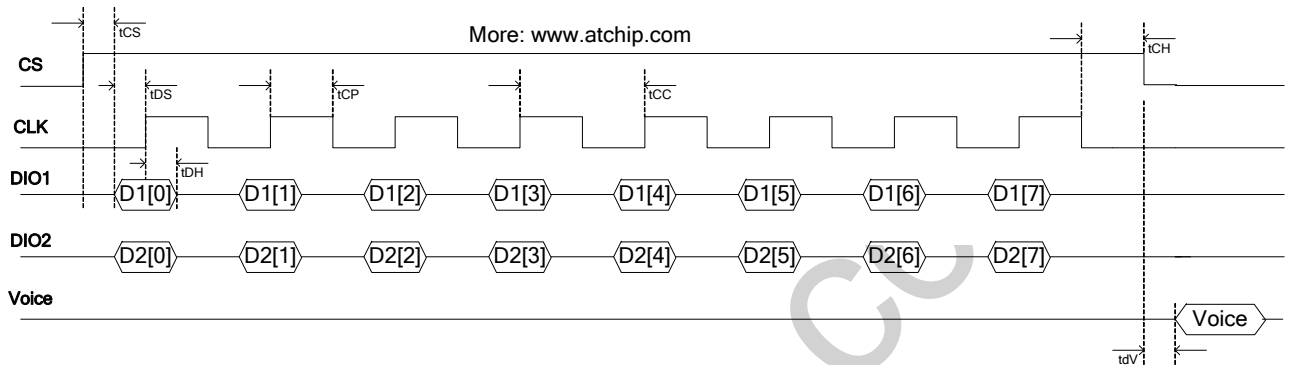 More: www.atchip.com
tCS
tCH
CS
tDS
tCP
tCC
CLK
tDH
DIO1
D1[0] D1[1] D1[2] D1[3] D1[4] D1[5] D1[6] D1[7]
DIO2
D2[0] D2[1] D2[2] D2[3] D2[4] D2[5] D2[6] D2[7]
Voice
Voice
tdV